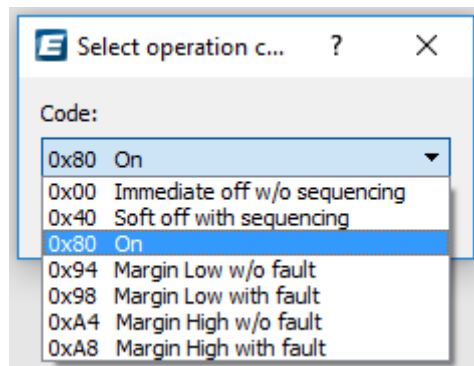 Select operation c... ?
Code:
0x80 On
0x00 Immediate off w/o sequencing
0x40 Soft off with sequencing
0x80 On
0x94 Margin Low w/o fault
0x98 Margin Low with fault
0xA4 Margin High w/o fault
0xA8 Margin High with fault